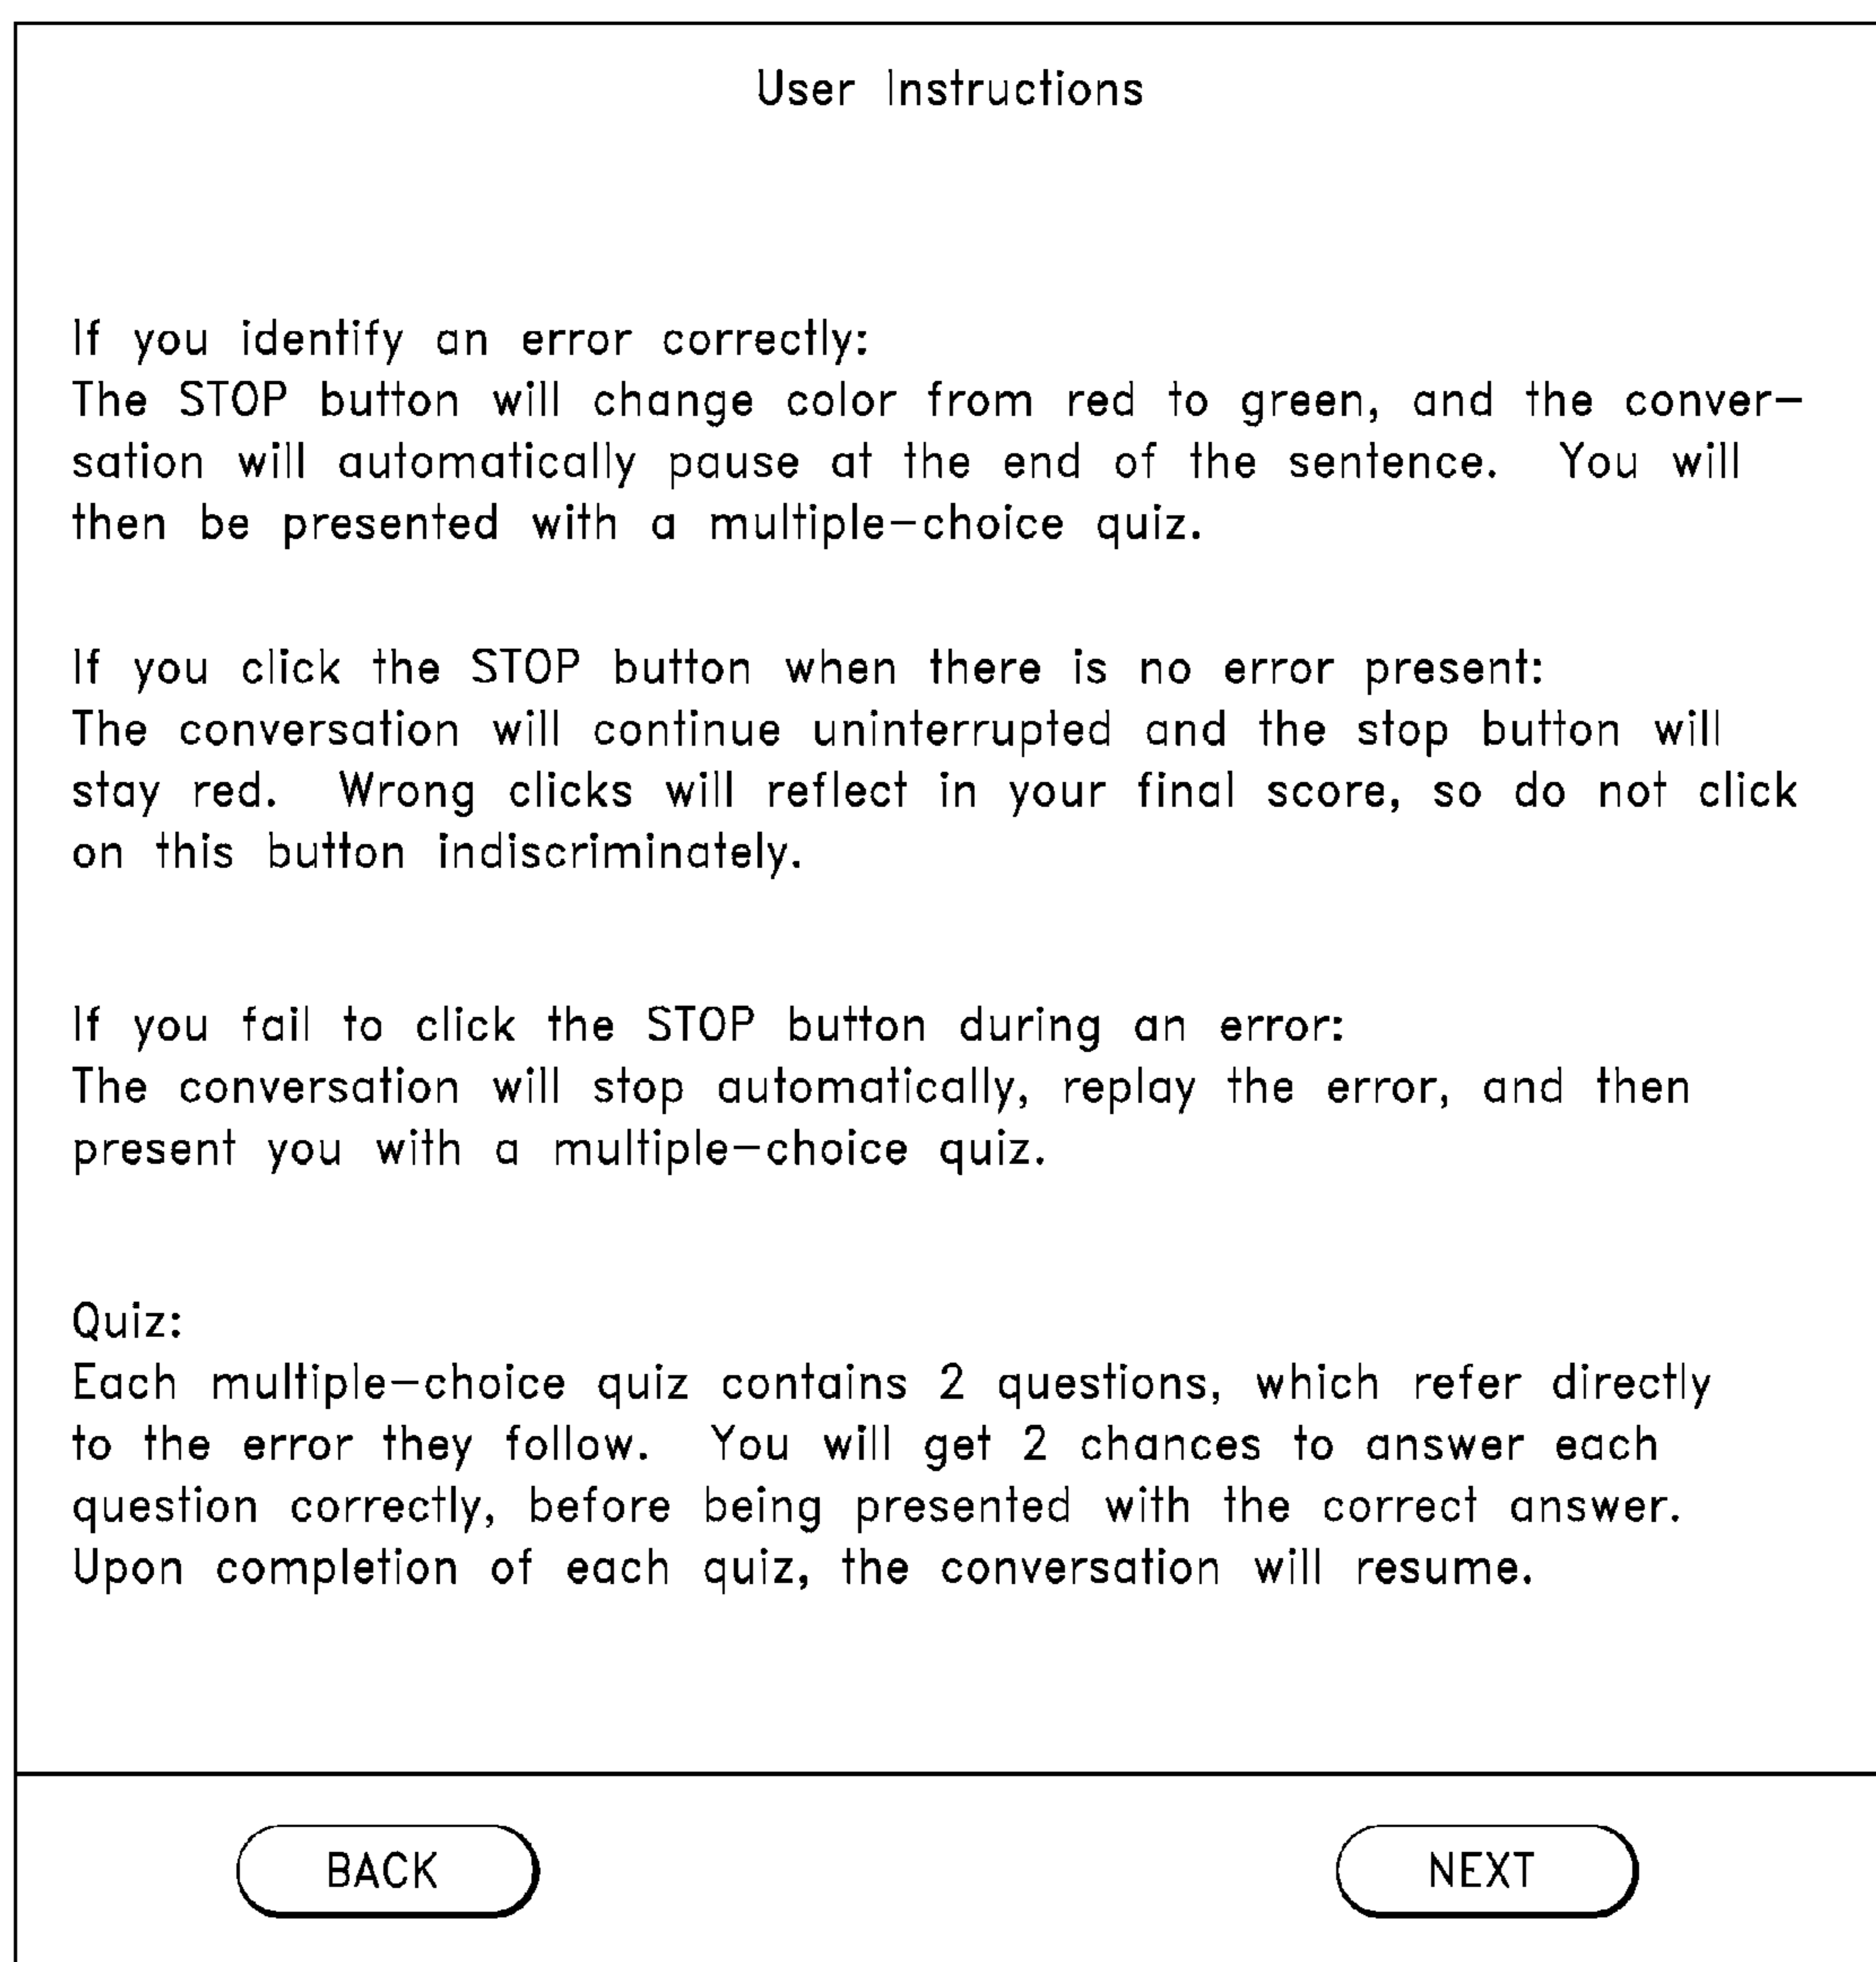 User Instructions
If you identify an error correctly:
The STOP button will change color from red to green, and the conver-
sation will automatically pause at the end of the sentence. You will
then be presented with a multiple-choice quiz.
If you click the STOP button when there is no error present:
The conversation will continue uninterrupted and the stop button will
stay red. Wrong clicks will reflect in your final score, so do not click
on this button indiscriminately.
If you fail to click the STOP button during an error:
The conversation will stop automatically, replay the error, and then
present you with a multiple-choice quiz.
Quiz:
Each multiple-choice quiz contains 2 questions, which refer directly
to the error they follow. You will get 2 chances to answer each
question correctly, before being presented with the correct answer.
Upon completion of each quiz, the conversation will resume.
BACK
NEXT